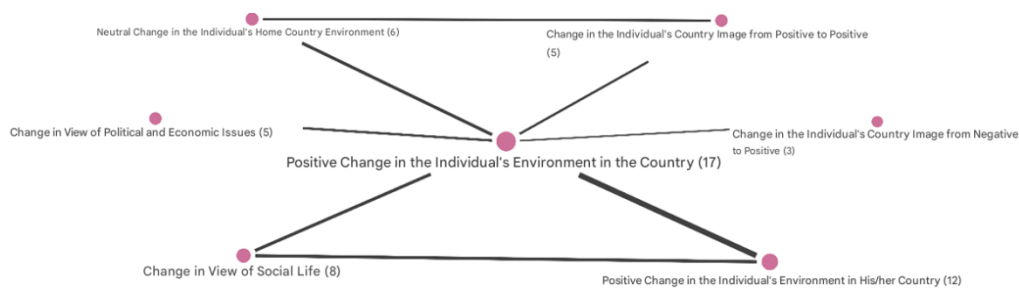 Neutral Change in the Individual's Home Country Environment (6)
Change in the Individual's Country Image from Positive to Positive
(5)
Change in View of Political and Economic Issues (5)
Change in the Individual's Country Image from Negative
to Positive (3)
Positive Change in the Individual's Environment in the Country (17)
Change in View of Social Life (8)
Positive Change in the Individual's Environment in His/her Country (12)